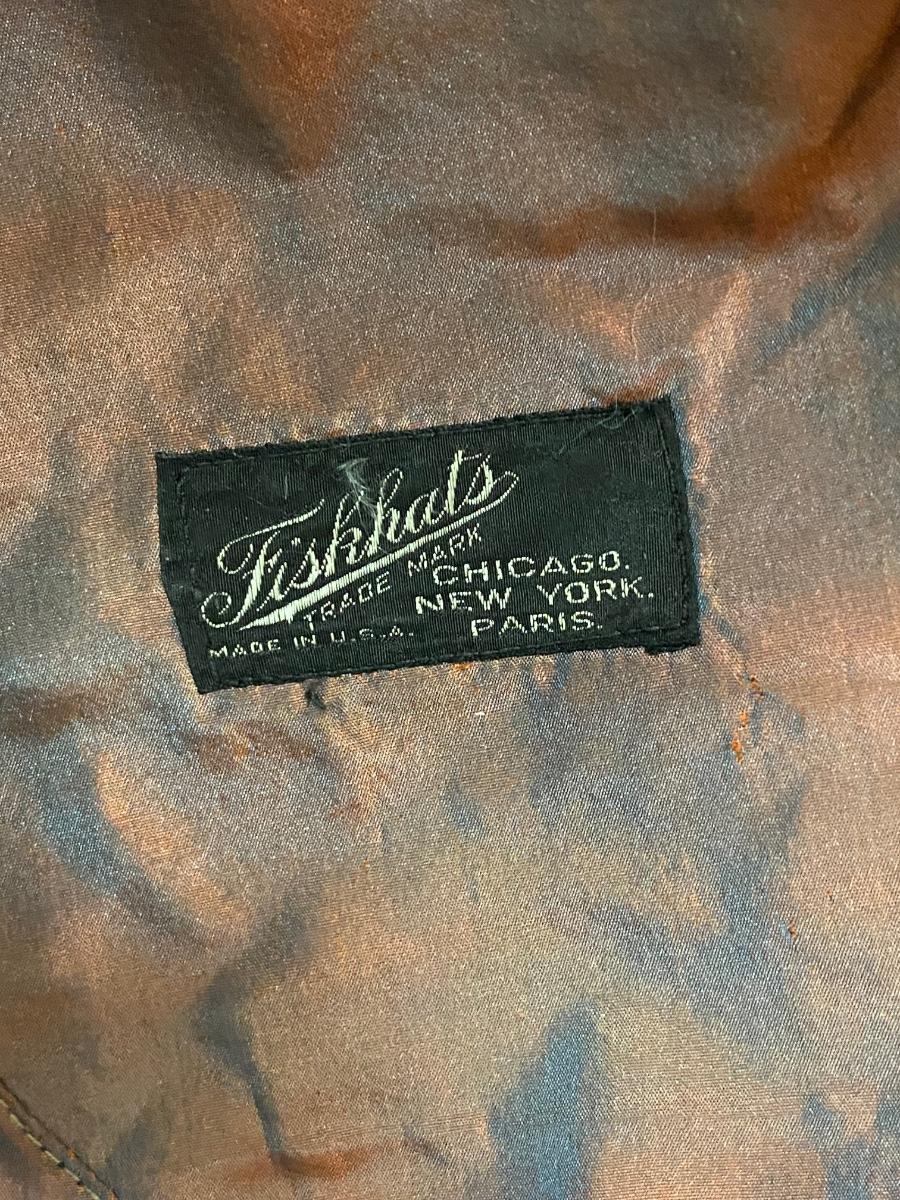 Fiskhats
TRADE MARK
CHICAGO.
NEW YORK.
MADE IN U.S.A. PARIS.